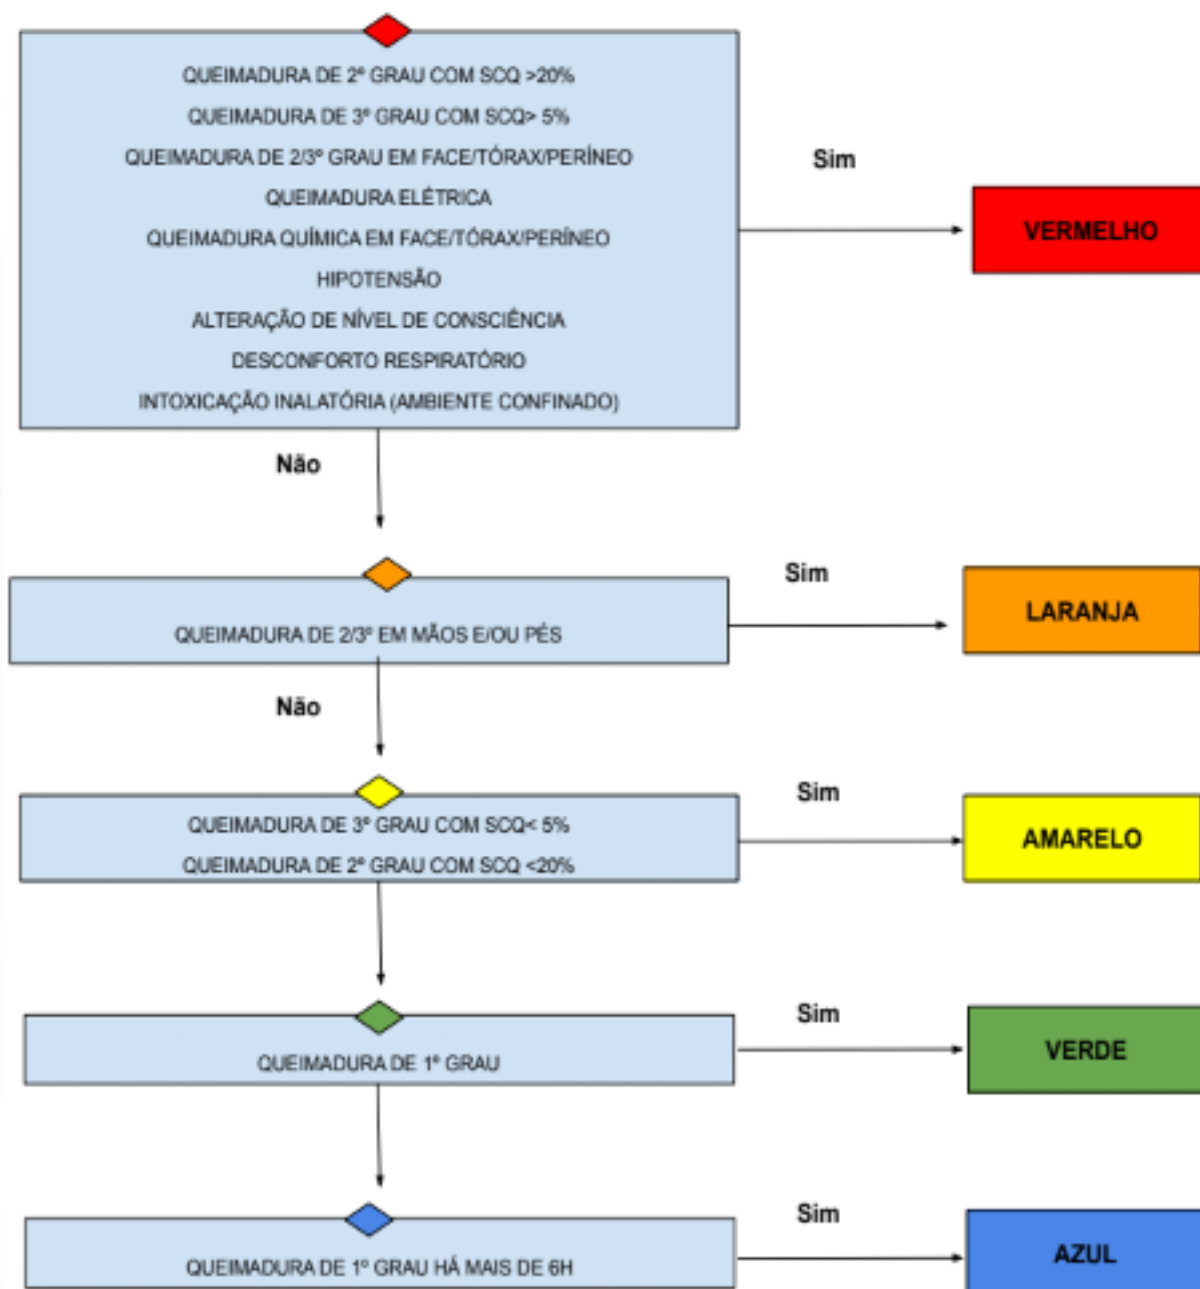 QUEIMADURA DE 2º GRAU COM SCQ >20%
QUEIMADURA DE 3º GRAU COM SCQ> 5%
QUEIMADURA DE 2/3º GRAU EM FACE/TÓRAX/PERÍNEO
QUEIMADURA ELÉTRICA
QUEIMADURA QUÍMICA EM FACE/TÓRAX/PERÍNEO
HIPOTENSÃO
ALTERAÇÃO DE NÍVEL DE CONSCIÊNCIA
DESCONFORTO RESPIRATÓRIO
INTOXICAÇÃO INALATÓRIA (AMBIENTE CONFINADO)
Sim
VERMELHO
Não
QUEIMADURA DE 2/3º EM MÃOS E/OU PÉS
Sim
LARANJA
Não
QUEIMADURA DE 3º GRAU COM SCQ< 5%
QUEIMADURA DE 2º GRAU COM SCQ <20%
Sim
AMARELO
QUEIMADURA DE 1º GRAU
Sim
VERDE
QUEIMADURA DE 1º GRAU HÁ MAIS DE 6H
Sim
AZUL